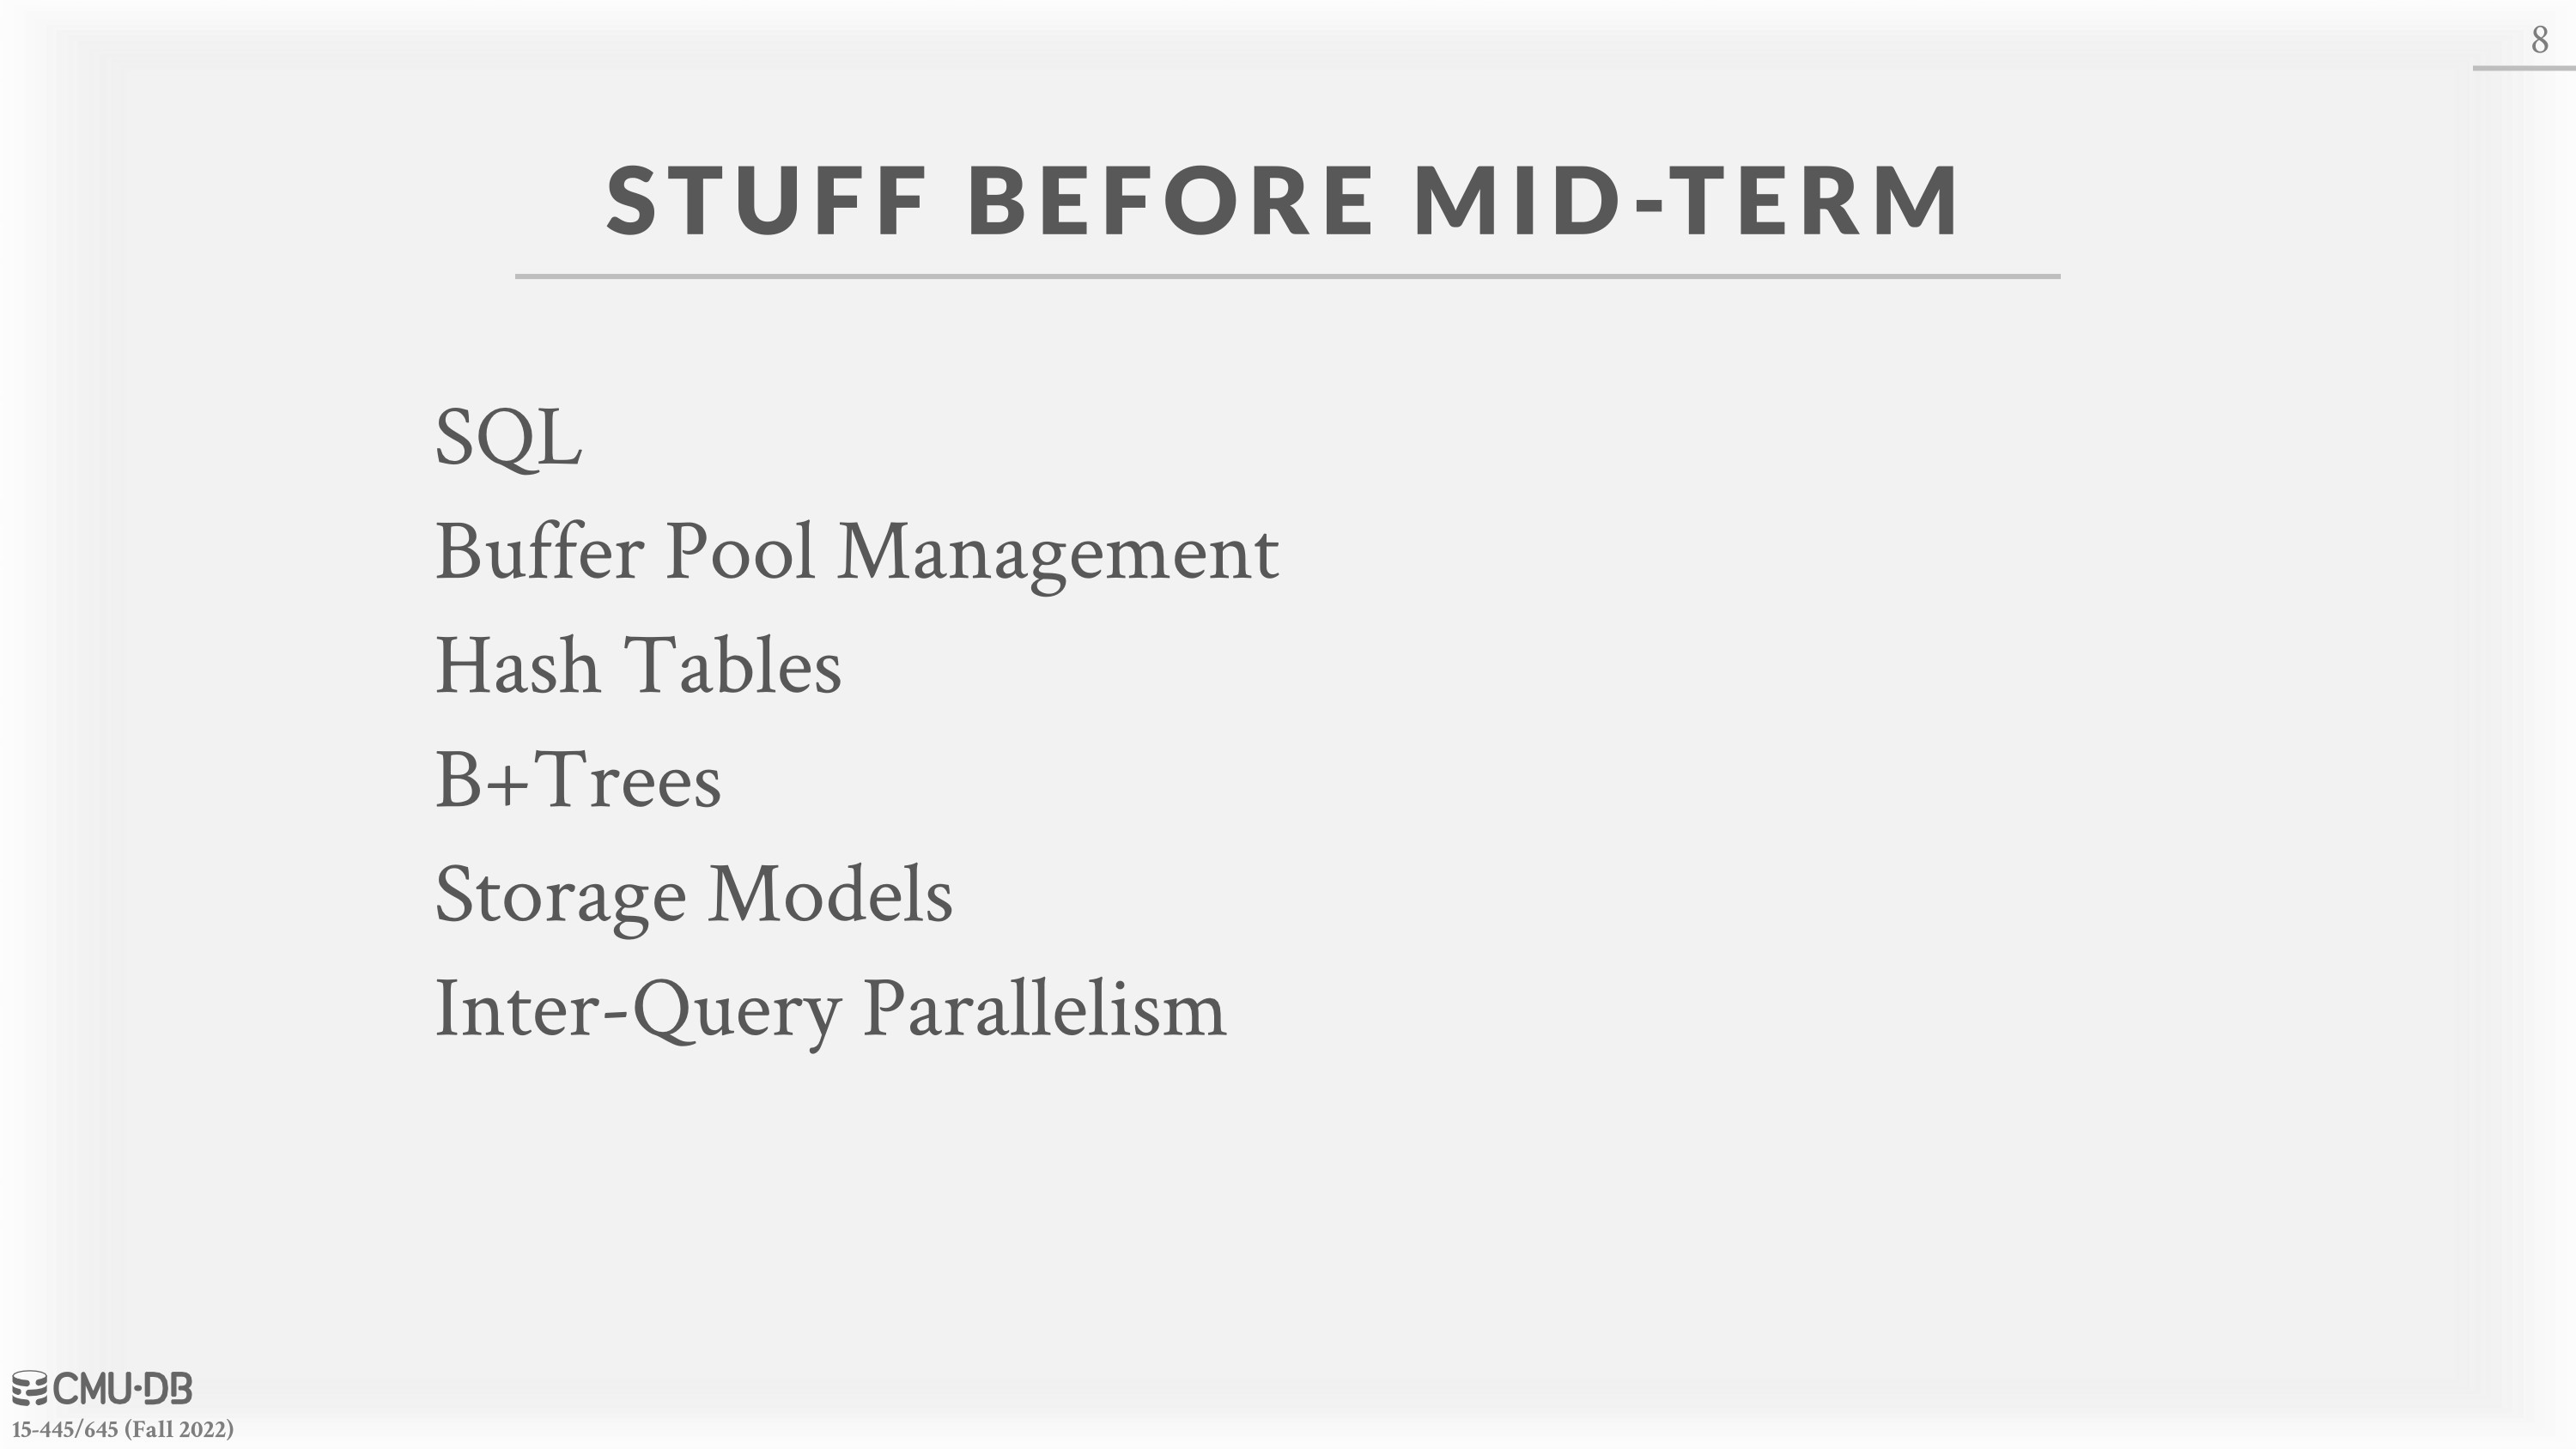 8
STUFF BEFORE MID-TERM
SQL
Buffer Pool Management
Hash Tables
B+Trees
Storage Models
Inter-Query Parallelism
CMU·DB
15-445/645 (Fall 2022)